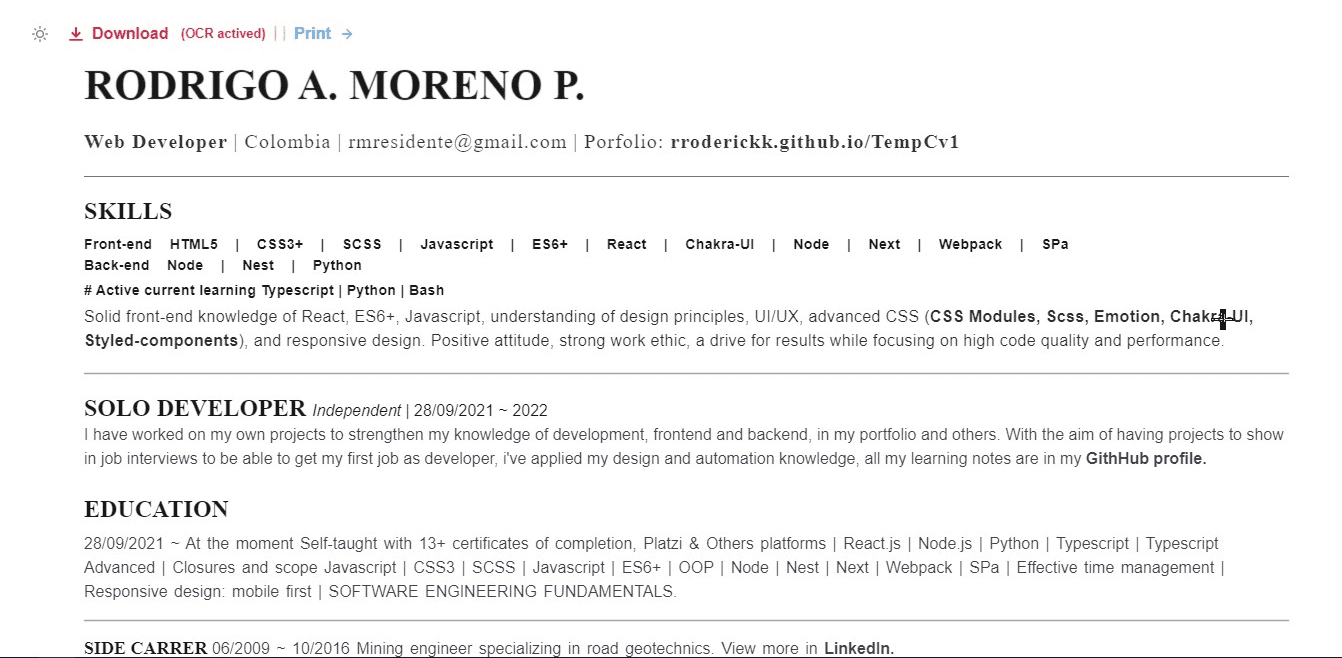 Download (OCR actived) || Print →
RODRIGO A. MORENO P.
Web Developer | Colombia | rmresidente@gmail.com | Porfolio: rroderickk.github.io/TempCv1
SKILLS
Front-end HTML5 | CSS3+ | SCSS | Javascript | ES6+ | React | Chakra-UI | Node | Next | Webpack | SPa
Back-end Node | Nest | Python
# Active current learning Typescript | Python | Bash
Solid front-end knowledge of React, ES6+, Javascript, understanding of design principles, UI/UX, advanced CSS (CSS Modules, Scss, Emotion, Chakra-UI,
Styled-components), and responsive design. Positive attitude, strong work ethic, a drive for results while focusing on high code quality and performance.
SOLO DEVELOPER Independent | 28/09/2021 ~ 2022
I have worked on my own projects to strengthen my knowledge of development, frontend and backend, in my portfolio and others. With the aim of having projects to show
in job interviews to be able to get my first job as developer, i've applied my design and automation knowledge, all my learning notes are in my GithHub profile.
EDUCATION
28/09/2021 ~ At the moment Self-taught with 13+ certificates of completion, Platzi & Others platforms | React.js | Node.js | Python | Typescript | Typescript
Advanced | Closures and scope Javascript | CSS3 | SCSS | Javascript | ES6+ | OOP | Node | Nest | Next | Webpack | SPa | Effective time management |
Responsive design: mobile first | SOFTWARE ENGINEERING FUNDAMENTALS.
SIDE CARRER 06/2009 ~ 10/2016 Mining engineer specializing in road geotechnics. View more in LinkedIn.